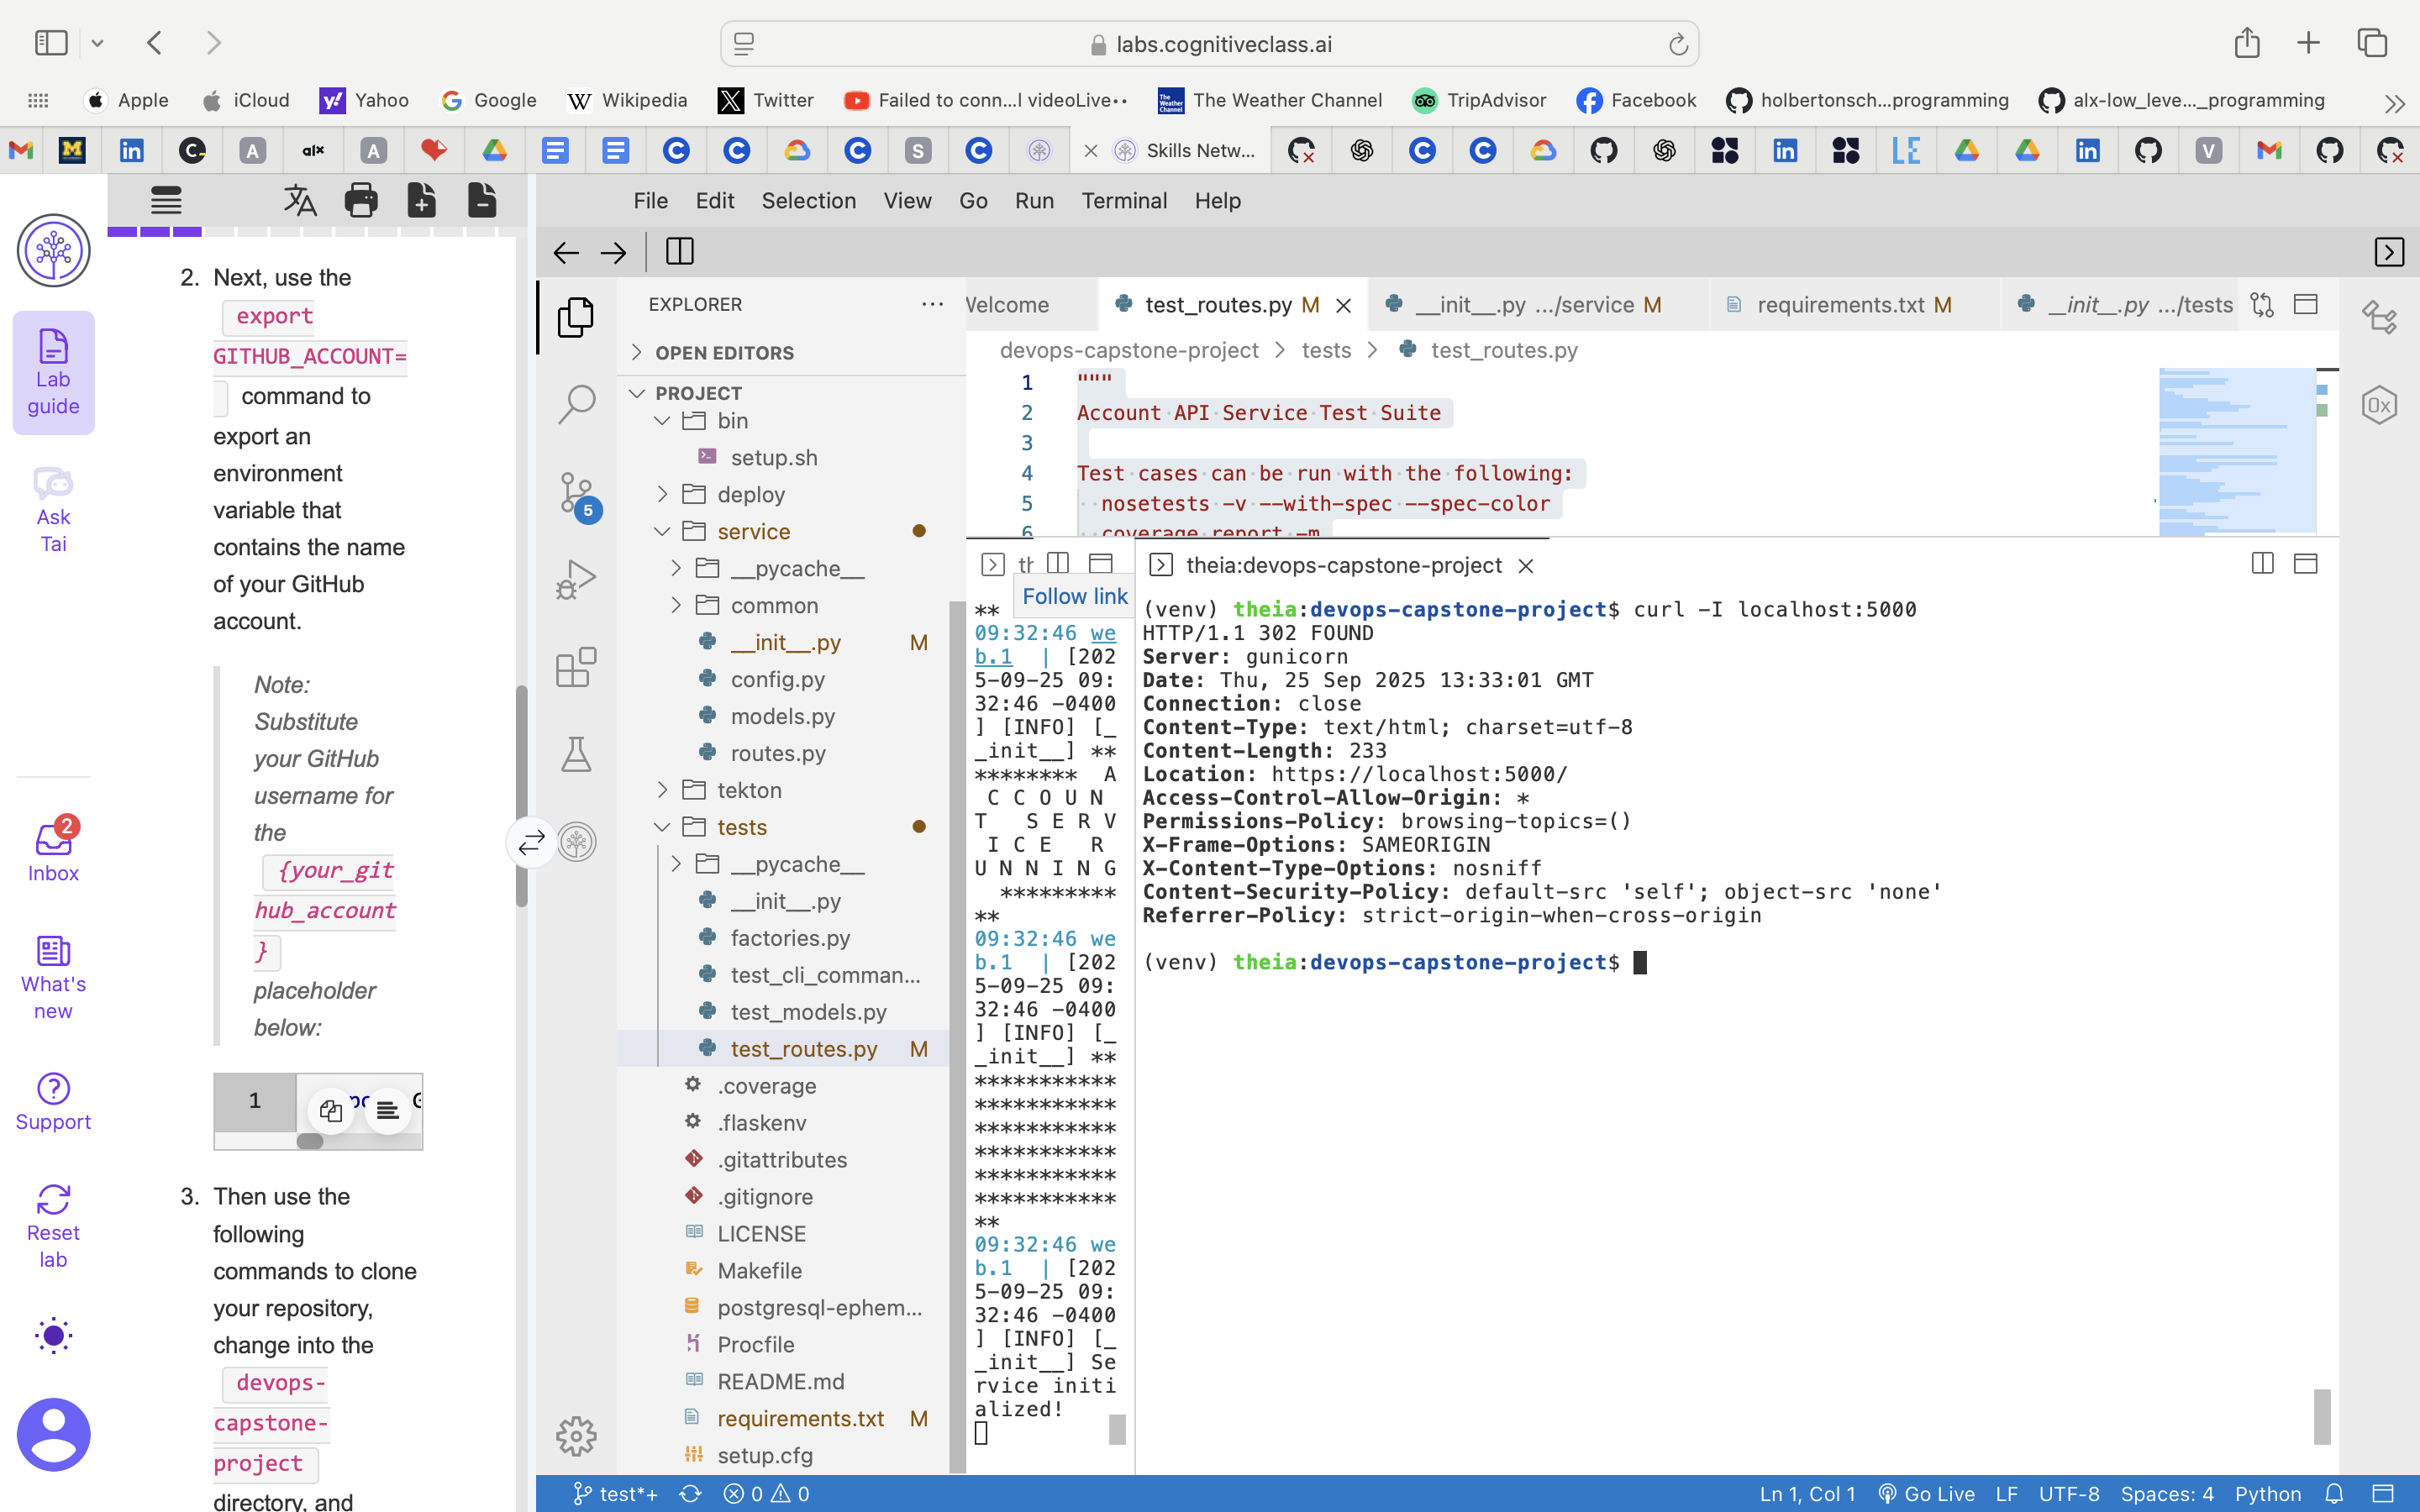 labs.cognitiveclass.ai
Apple
iCloud
Yahoo
Google
Wikipedia
Twitter
Failed to conn...l videoLive··
The Weather Channel
TripAdvisor
Facebook
holbertonsch...programming
alx-low_leve..._programming
Skills Netw...
File Edit Selection View Go Run Terminal Help
Lab
guide
Ask
Tai
2
Inbox
What's
new
Support
Reset
lab
2. Next, use the
export
GITHUB_ACCOUNT=
command to
export an
environment
variable that
contains the name
of your GitHub
account.
Note:
Substitute
your GitHub
username for
the
{your_git
hub_account
}
placeholder
below:
1
3. Then use the
following
commands to clone
your repository,
change into the
devops-
capstone-
project
directory, and
EXPLORER
OPEN EDITORS
PROJECT
bin
setup.sh
deploy
5
service
__pycache__
common
__init__.py M
config.py
models.py
routes.py
tekton
tests
__pycache__
__init__.py
factories.py
test_cli_comman...
test_models.py
test_routes.py M
.coverage
.flaskenv
.gitattributes
.gitignore
LICENSE
Makefile
postgresql-ephem...
Procfile
README.md
requirements.txt M
setup.cfg
Welcome
test_routes.py M
__init__.py .../service M
requirements.txt M
__init__.py .../tests
devops-capstone-project > tests > test_routes.py
1 """
2 Account API Service Test Suite
3
4 Test cases can be run with the following:
5 nosetests -v --with-spec --spec-color
6 coverage report -m
Follow link
**
09:32:46 we
b.1 | [202
5-09-25 09:
32:46 -0400
] [INFO] [_
_init__] **
******** A
C C O U N
T S E R V
I C E R
U N N I N G
*********
**
09:32:46 we
b.1 | [202
5-09-25 09:
32:46 -0400
] [INFO] [_
_init__] **
***********
***********
***********
***********
***********
***********
**
09:32:46 we
b.1 | [202
5-09-25 09:
32:46 -0400
] [INFO] [_
_init__] Se
rvice initi
alized!
theia:devops-capstone-project
(venv) theia:devops-capstone-project$ curl -I localhost:5000
HTTP/1.1 302 FOUND
Server: gunicorn
Date: Thu, 25 Sep 2025 13:33:01 GMT
Connection: close
Content-Type: text/html; charset=utf-8
Content-Length: 233
Location: https://localhost:5000/
Access-Control-Allow-Origin: *
Permissions-Policy: browsing-topics=()
X-Frame-Options: SAMEORIGIN
X-Content-Type-Options: nosniff
Content-Security-Policy: default-src 'self'; object-src 'none'
Referrer-Policy: strict-origin-when-cross-origin
(venv) theia:devops-capstone-project$
test*+ 0 0 Ln 1, Col 1 Go Live LF UTF-8 Spaces: 4 Python